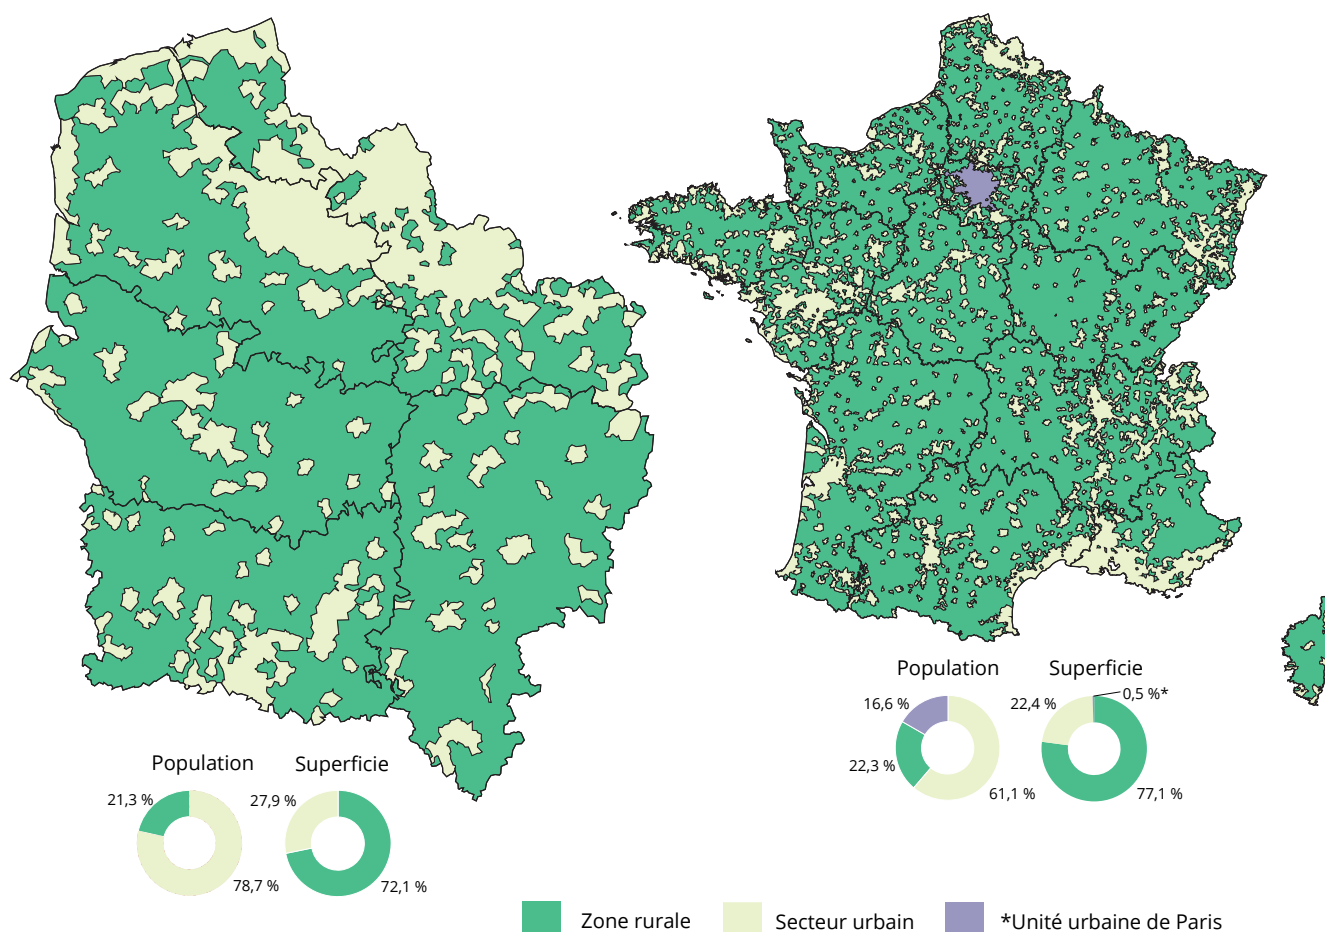 Population
Superficie
16,6 %
22,4 %
0,5 %*
22,3 %
61,1 %
77,1 %
Population
Superficie
21,3 %
27,9 %
78,7 %
72,1 %
Zone rurale
Secteur urbain
*Unité urbaine de Paris